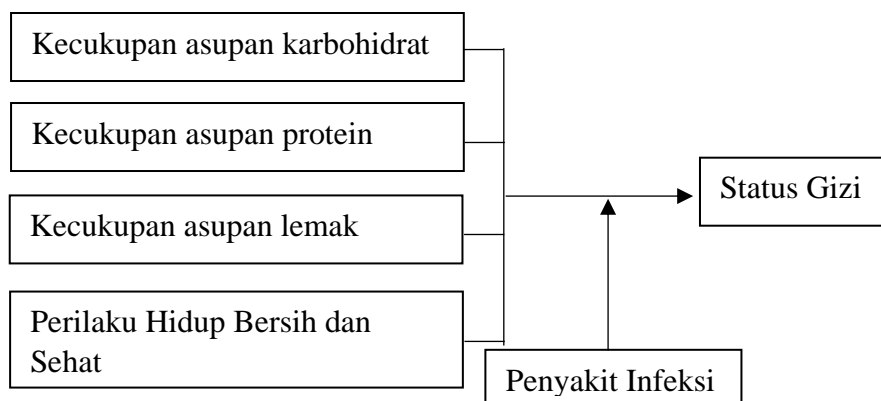 Kecukupan asupan karbohidrat
Kecukupan asupan protein
Kecukupan asupan lemak
Perilaku Hidup Bersih dan
Sehat
Status Gizi
Penyakit Infeksi